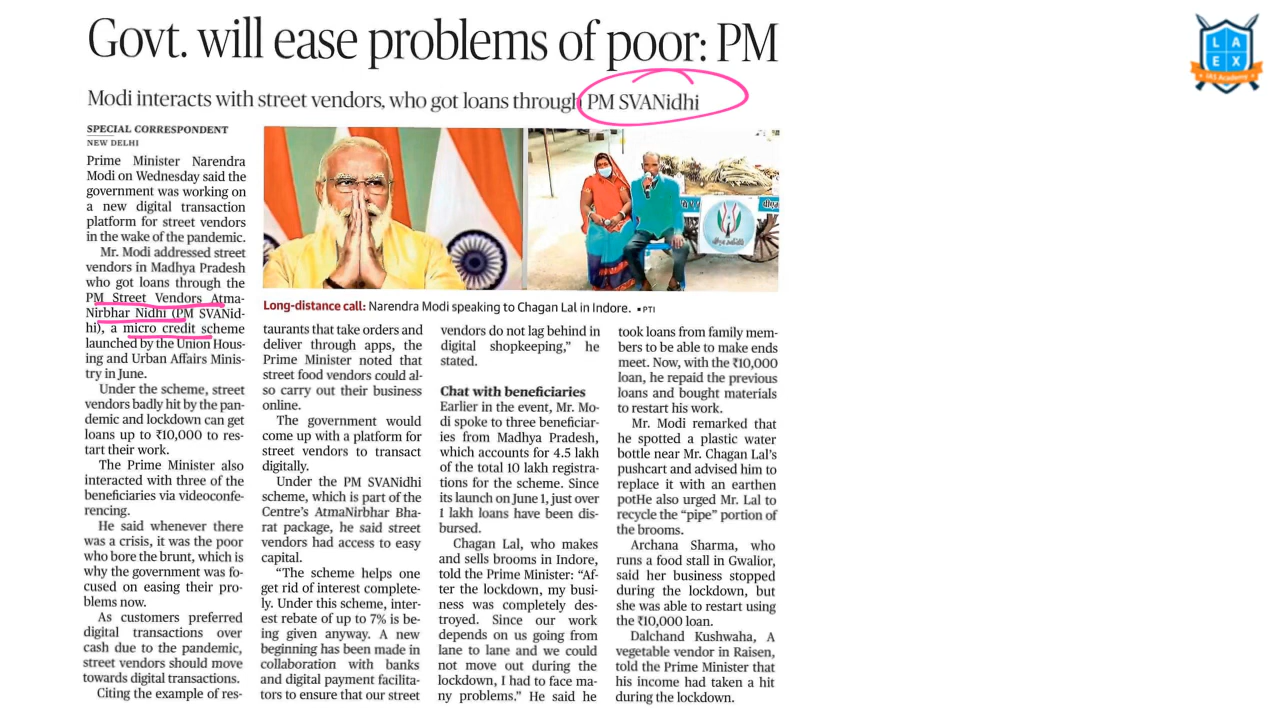 Govt. will ease problems of poor: PM
Modi interacts with street vendors, who got loans through PM SVANidhi
L A
E X
IAS Academy
SPECIAL CORRESPONDENT
NEW DELHI
Prime Minister Narendra
Modi on Wednesday said the
government was working on
a new digital transaction
platform for street vendors
in the wake of the pandemic.
Mr. Modi addressed street
vendors in Madhya Pradesh
who got loans through the
PM Street Vendors Atma-
Nirbhar Nidhi (PM SVANid-
hi), a micro credit scheme
launched by the Union Hous-
ing and Urban Affairs Minis-
try in June.
Under the scheme, street
vendors badly hit by the pan-
demic and lockdown can get
loans up to ₹10,000 to res-
tart their work.
The Prime Minister also
interacted with three of the
beneficiaries via videoconfe-
rencing.
He said whenever there
was a crisis, it was the poor
who bore the brunt, which is
why the government was fo-
cused on easing their pro-
blems now.
As customers preferred
digital transactions over
cash due to the pandemic,
street vendors should move
towards digital transactions.
Citing the example of res-
Long-distance call: Narendra Modi speaking to Chagan Lal in Indore. ▪PTI
taurants that take orders and
deliver through apps, the
Prime Minister noted that
street food vendors could al-
so carry out their business
online.
The government would
come up with a platform for
street vendors to transact
digitally.
Under the PM SVANidhi
scheme, which is part of the
Centre's AtmaNirbhar Bha-
rat package, he said street
vendors had access to easy
capital.
"The scheme helps one
get rid of interest complete-
ly. Under this scheme, inter-
est rebate of up to 7% is be-
ing given anyway. A new
beginning has been made in
collaboration with banks
and digital payment facilita-
tors to ensure that our street
vendors do not lag behind in
digital shopkeeping," he
stated.
Chat with beneficiaries
Earlier in the event, Mr. Mo-
di spoke to three beneficiar-
ies from Madhya Pradesh,
which accounts for 4.5 lakh
of the total 10 lakh registra-
tions for the scheme. Since
its launch on June 1, just over
1 lakh loans have been dis-
bursed.
Chagan Lal, who makes
and sells brooms in Indore,
told the Prime Minister: "Af-
ter the lockdown, my busi-
ness was completely des-
troyed. Since our work
depends on us going from
lane to lane and we could
not move out during the
lockdown, I had to face ma-
ny problems." He said he
took loans from family mem-
bers to be able to make ends
meet. Now, with the ₹10,000
loan, he repaid the previous
loans and bought materials
to restart his work.
Mr. Modi remarked that
he spotted a plastic water
bottle near Mr. Chagan Lal's
pushcart and advised him to
replace it with an earthen
potHe also urged Mr. Lal to
recycle the "pipe" portion of
the brooms.
Archana Sharma, who
runs a food stall in Gwalior,
said her business stopped
during the lockdown, but
she was able to restart using
the ₹10,000 loan.
Dalchand Kushwaha, A
vegetable vendor in Raisen,
told the Prime Minister that
his income had taken a hit
during the lockdown.